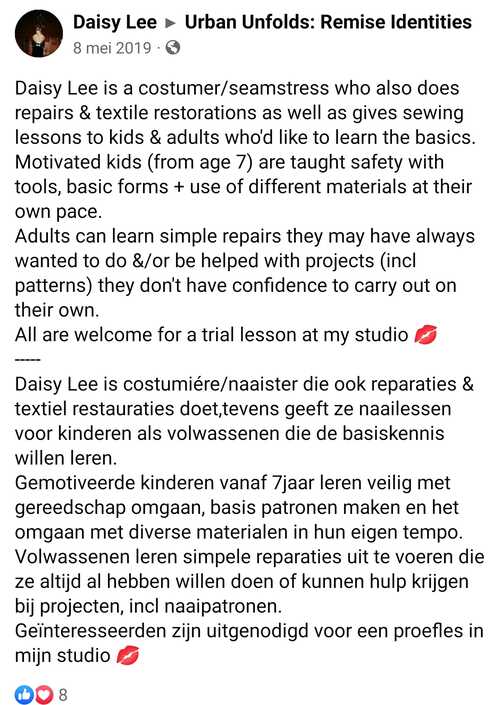 Daisy Lee ▸ Urban Unfolds: Remise Identities
8 mei 2019 ·
Daisy Lee is a costumer/seamstress who also does
repairs & textile restorations as well as gives sewing
lessons to kids & adults who'd like to learn the basics.
Motivated kids (from age 7) are taught safety with
tools, basic forms + use of different materials at their
own pace.
Adults can learn simple repairs they may have always
wanted to do &/or be helped with projects (incl
patterns) they don't have confidence to carry out on
their own.
All are welcome for a trial lesson at my studio 💋
-----
Daisy Lee is costumiére/naaister die ook reparaties &
textiel restauraties doet,tevens geeft ze naailessen
voor kinderen als volwassenen die de basiskennis
willen leren.
Gemotiveerde kinderen vanaf 7jaar leren veilig met
gereedschap omgaan, basis patronen maken en het
omgaan met diverse materialen in hun eigen tempo.
Volwassenen leren simpele reparaties uit te voeren die
ze altijd al hebben willen doen of kunnen hulp krijgen
bij projecten, incl naaipatronen.
Geïnteresseerden zijn uitgenodigd voor een proefles in
mijn studio 💋
8